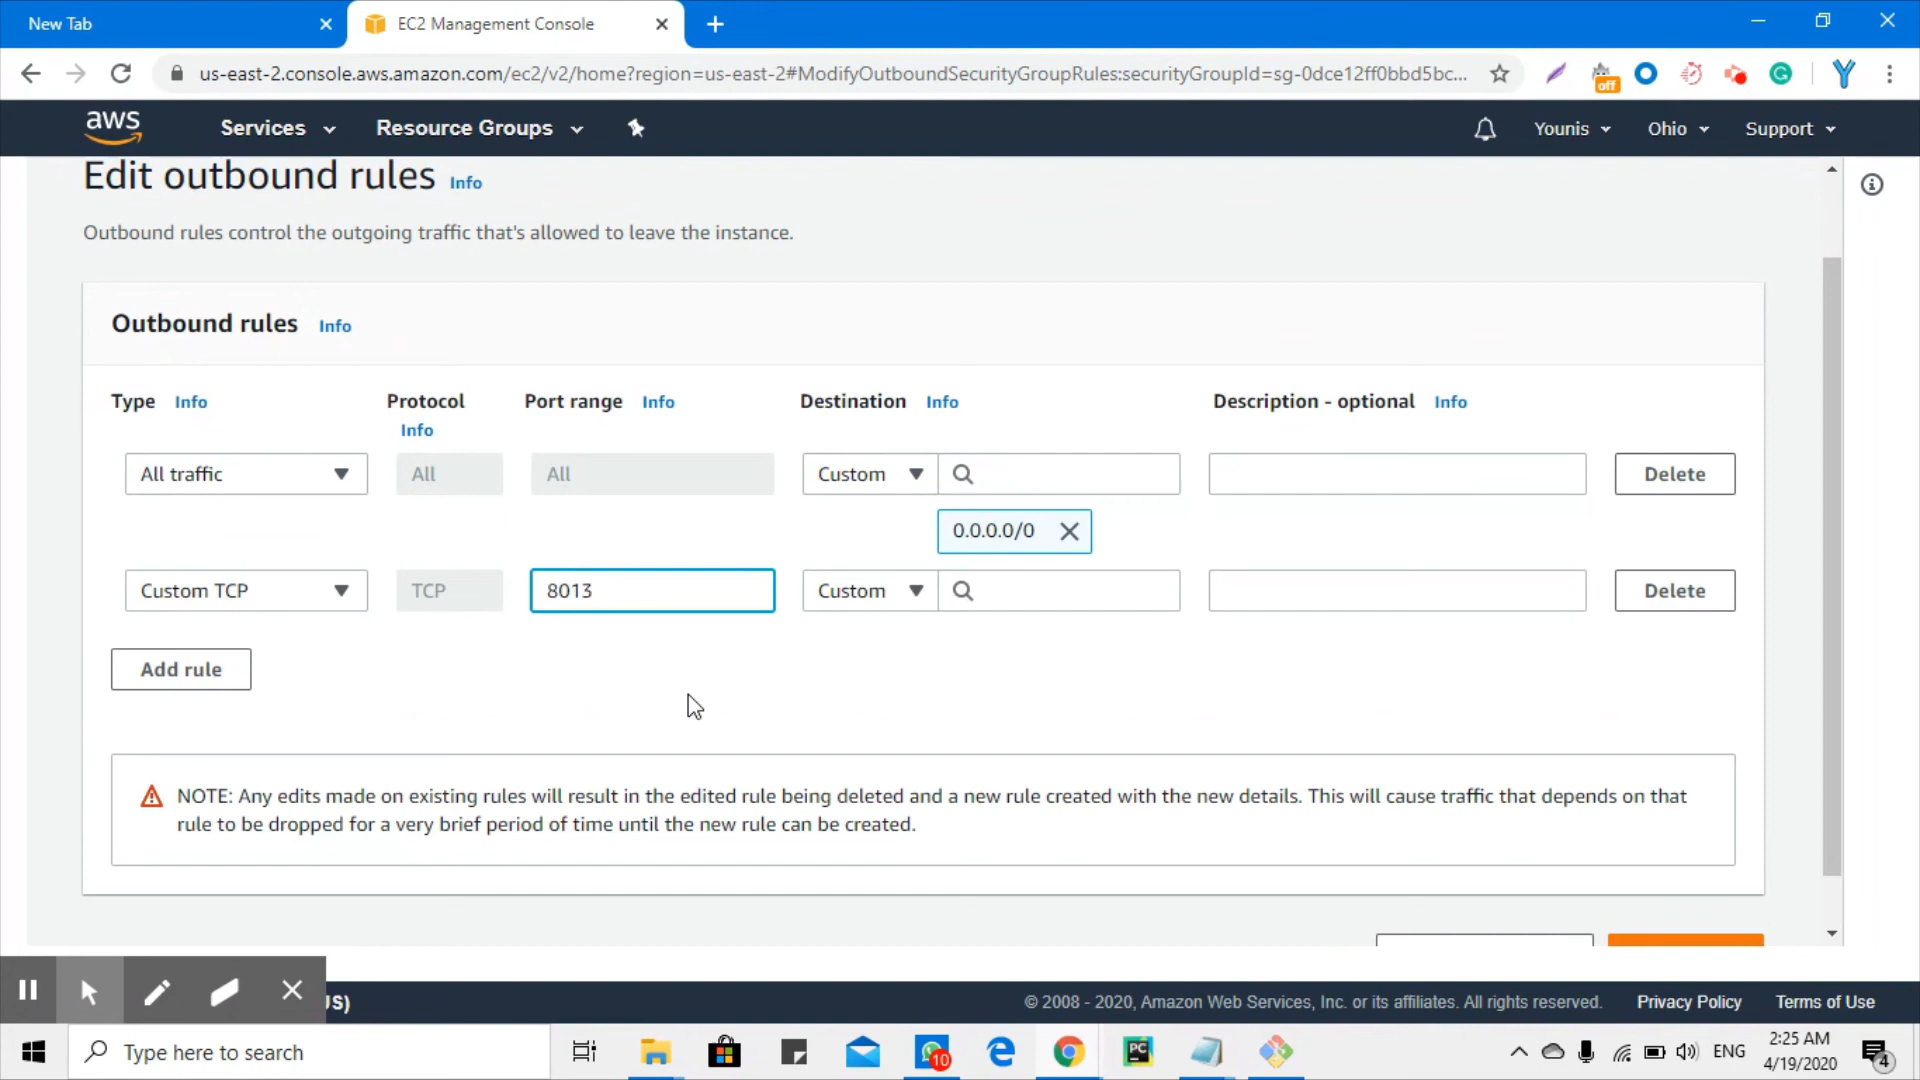 New Tab
EC2 Management Console
us-east-2.console.aws.amazon.com/ec2/v2/home?region=us-east-2#ModifyOutboundSecurityGroupRules:securityGroupId=sg-0dce12ff0bbd5bc...
off
aws
Services
Resource Groups
Younis
Ohio
Support
Edit outbound rules Info
Outbound rules control the outgoing traffic that's allowed to leave the instance.
Outbound rules Info
Type Info
Protocol
Info
Port range Info
Destination Info
Description - optional Info
All traffic
All
All
Custom
Delete
0.0.0.0/0
Custom TCP
TCP
8013
Custom
Delete
Add rule
NOTE: Any edits made on existing rules will result in the edited rule being deleted and a new rule created with the new details. This will cause traffic that depends on that
rule to be dropped for a very brief period of time until the new rule can be created.
US)
© 2008 - 2020, Amazon Web Services, Inc. or its affiliates. All rights reserved.
Privacy Policy
Terms of Use
Type here to search
10
PC
ENG
2:25 AM
4/19/2020
4